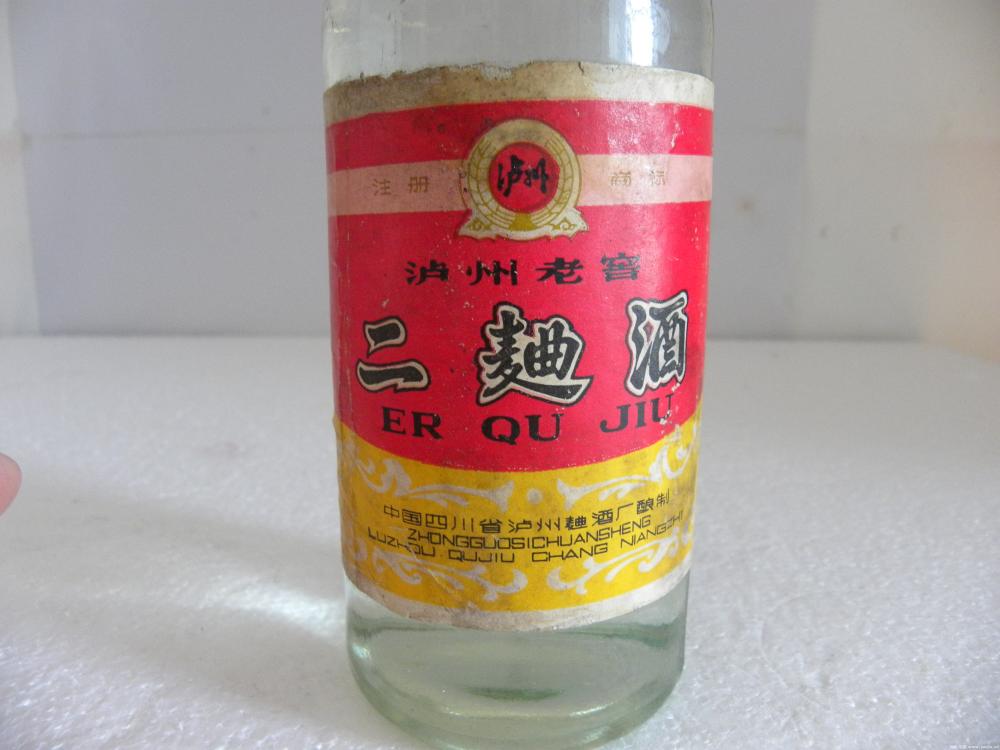 注册 商标
泸州
泸州老窖
二麯酒
ER QU JIU
中国四川省泸州麯酒厂酿制
ZHONGGUOSICHUANSHENG
LUZHOU QUJIU CHANG NIANGZHI